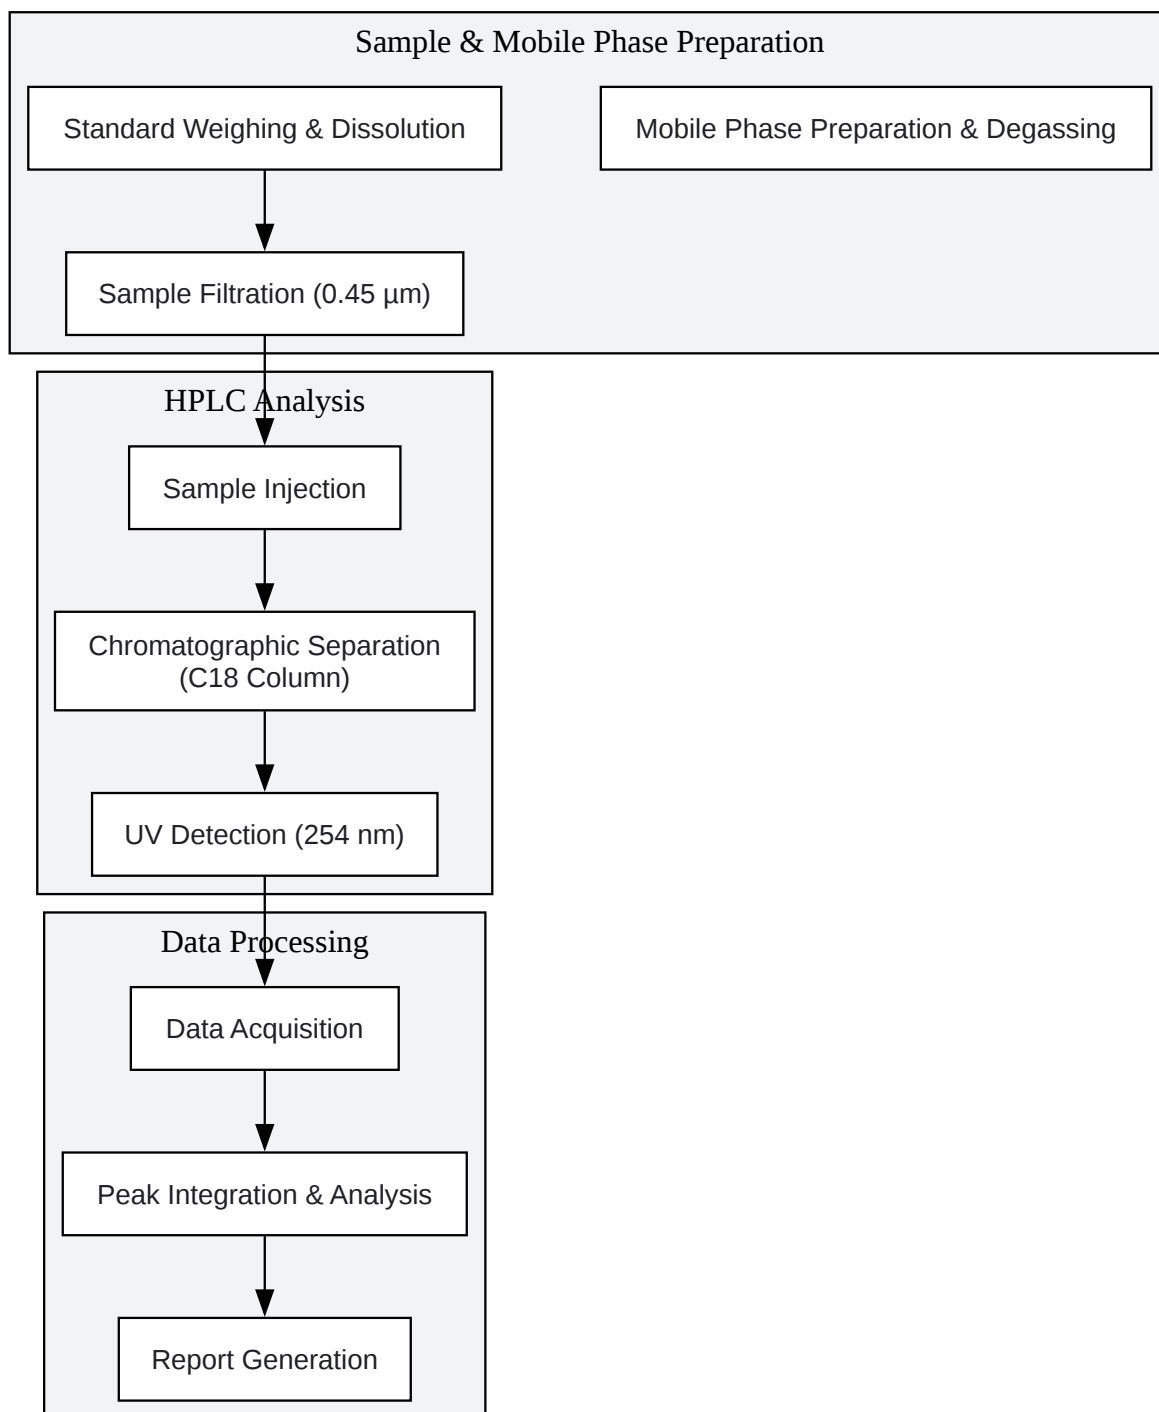 Sample & Mobile Phase Preparation
Standard Weighing & Dissolution
Mobile Phase Preparation & Degassing
Sample Filtration (0.45 µm)
HPLC Analysis
Sample Injection
Chromatographic Separation
(C18 Column)
UV Detection (254 nm)
Data Processing
Data Acquisition
Peak Integration & Analysis
Report Generation